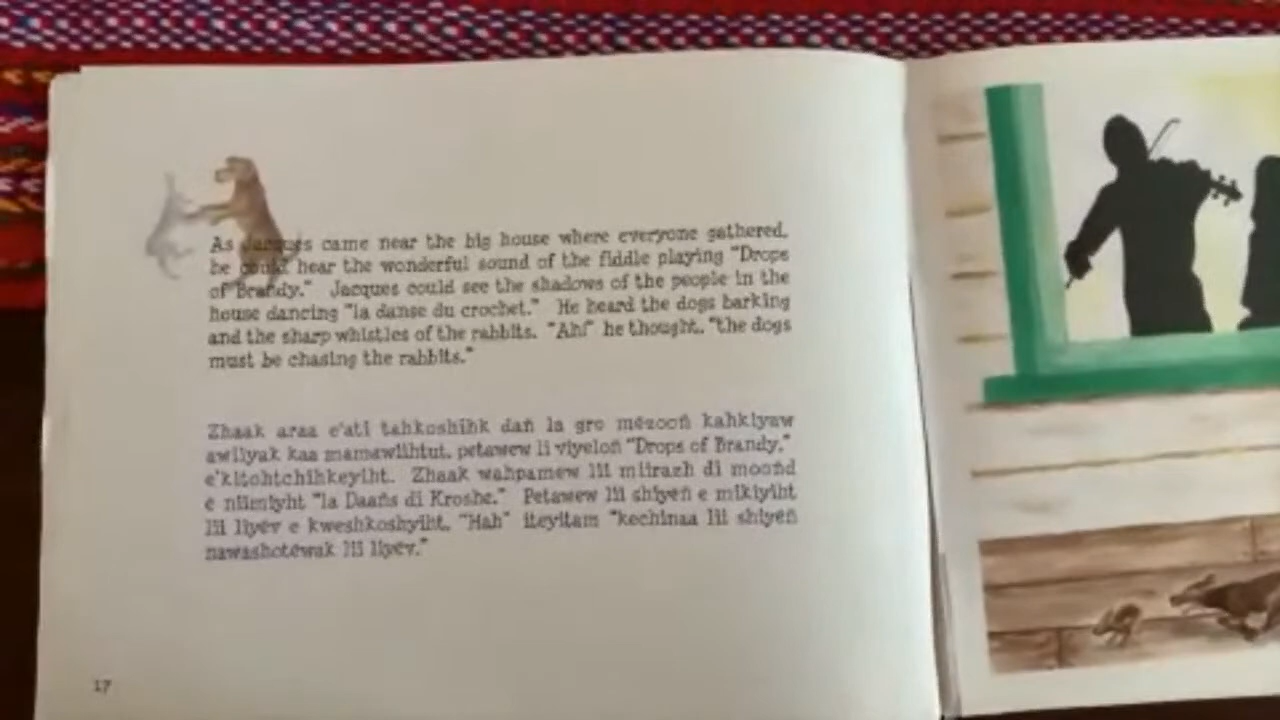 As Jacques came near the big house where everyone gathered,
he could hear the wonderful sound of the fiddle playing "Drops
of Brandy." Jacques could see the shadows of the people in the
house dancing "la danse du crochet." He heard the dogs barking
and the sharp whistles of the rabbits. "Ah!" he thought, "the dogs
must be chasing the rabbits."
Zhaak araa e'ati tahkoshihk dañ la gro mézooñ kahkiyaw
awiiyak kaa mamawiihtut, petawew li viyeloñ "Drops of Brandy,"
e'kitohtchihkeyiht. Zhaak wahpamew lii miirazh di mooñd
e niimiyht "la Daañs di Kroshe." Petawew lii shiyeñ e mikiyiht
lii liyév e kweshkoshyiht, "Hah" iteyitam "kechinaa lii shiyeñ
nawashotewak lii liyév."
17